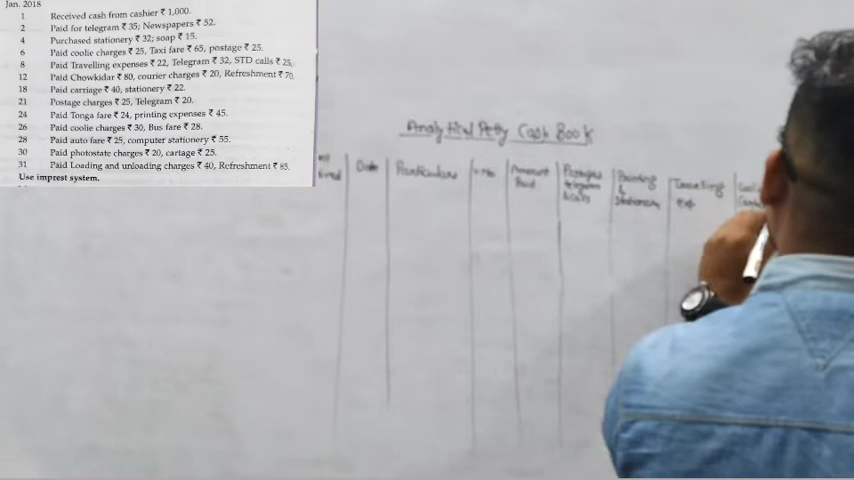 Jan. 2018
1 Received cash from cashier ₹ 1,000.
2 Paid for telegram ₹ 35; Newspapers ₹ 52.
4 Purchased stationery ₹ 32; soap ₹ 15.
6 Paid coolie charges ₹ 25, Taxi fare ₹ 65, postage ₹ 25.
8 Paid Travelling expenses ₹ 22, Telegram ₹ 32, STD calls ₹ 25,
12 Paid Chowkidar ₹ 80, courier charges ₹ 20, Refreshment ₹ 70
18 Paid carriage ₹ 40, stationery ₹ 22.
21 Postage charges ₹ 25, Telegram ₹ 20.
24 Paid Tonga fare ₹ 24, printing expenses ₹ 45.
26 Paid coolie charges ₹ 30, Bus fare ₹ 28.
28 Paid auto fare ₹ 25, computer stationery ₹ 55.
30 Paid photostate charges ₹ 20, cartage ₹ 25.
31 Paid Loading and unloading charges ₹ 40, Refreshment ₹ 85.
Use imprest system.
Analytical Petty Cash Book
Date Particulars Amount Printing Travelling
Paid telegram & Exp
Stationery